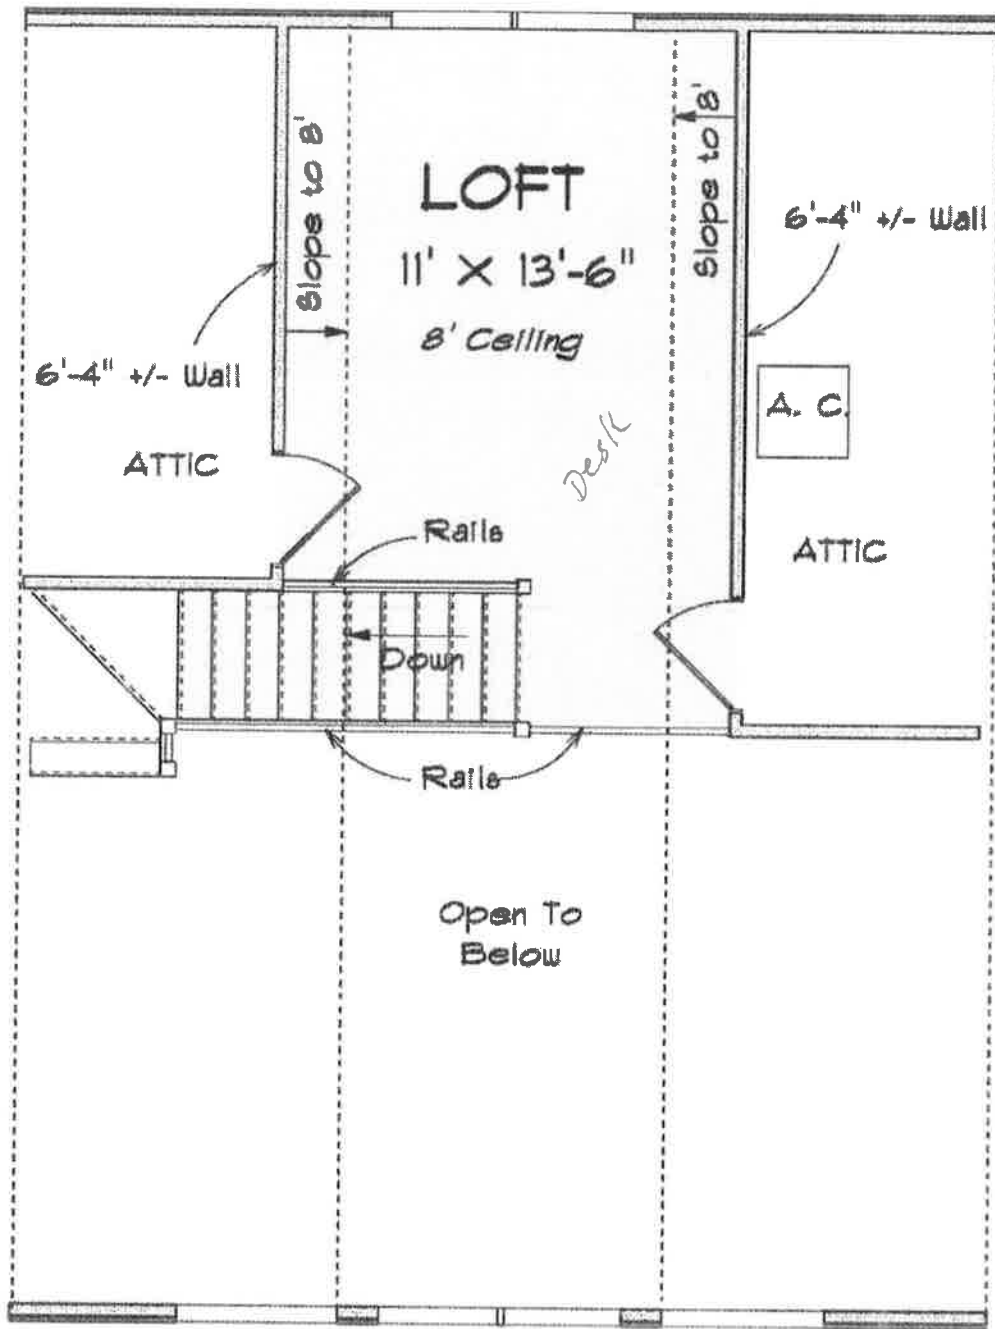 Slope to 8'
LOFT
11' X 13'-6"
8' Ceiling
Slope to 8'
6'-4" +/- Wall
6'-4" +/- Wall
A. C.
ATTIC
Desk
Rails
ATTIC
Down
Rails
Open To
Below